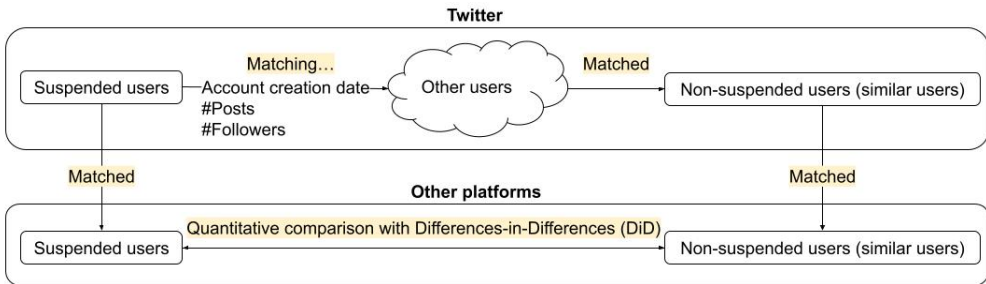 Twitter
Matching…
Matched
Suspended users
Account creation date
#Posts
#Followers
Other users
Non-suspended users (similar users)
Matched
Matched
Other platforms
Quantitative comparison with Differences-in-Differences (DiD)
Suspended users
Non-suspended users (similar users)